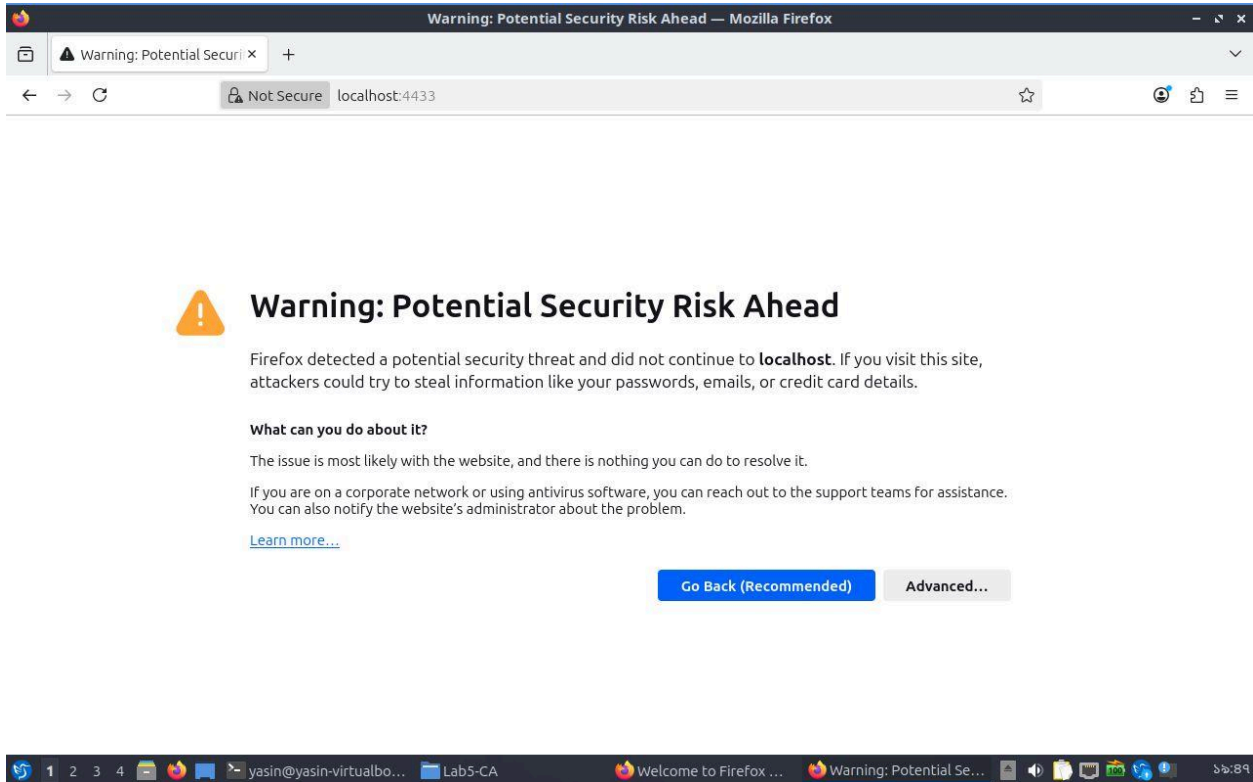 Warning: Potential Security Risk Ahead — Mozilla Firefox
Warning: Potential Securi
Not Secure localhost:4433
Warning: Potential Security Risk Ahead
Firefox detected a potential security threat and did not continue to localhost. If you visit this site,
attackers could try to steal information like your passwords, emails, or credit card details.
What can you do about it?
The issue is most likely with the website, and there is nothing you can do to resolve it.
If you are on a corporate network or using antivirus software, you can reach out to the support teams for assistance.
You can also notify the website’s administrator about the problem.
Learn more…
Go Back (Recommended) Advanced…
1 2 3 4 yasin@yasin-virtualbo... Lab5-CA Welcome to Firefox ... Warning: Potential Se... 100